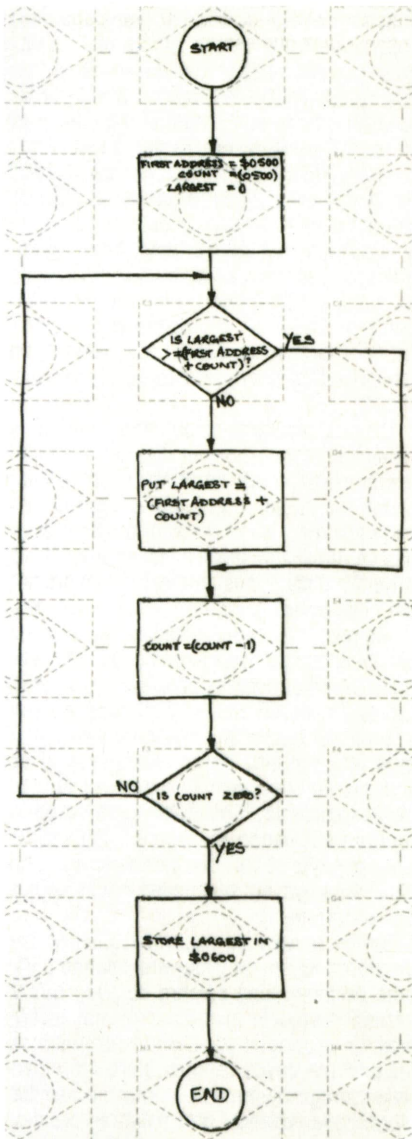 START
FIRST ADDRESS = $0500
COUNT = (0500)
LARGEST = 0
IS LARGEST
>=(FIRST ADDRESS
+ COUNT)?
YES
NO
PUT LARGEST =
(FIRST ADDRESS +
COUNT)
COUNT = (COUNT - 1)
NO
IS COUNT ZERO?
YES
STORE LARGEST IN
$0600
END